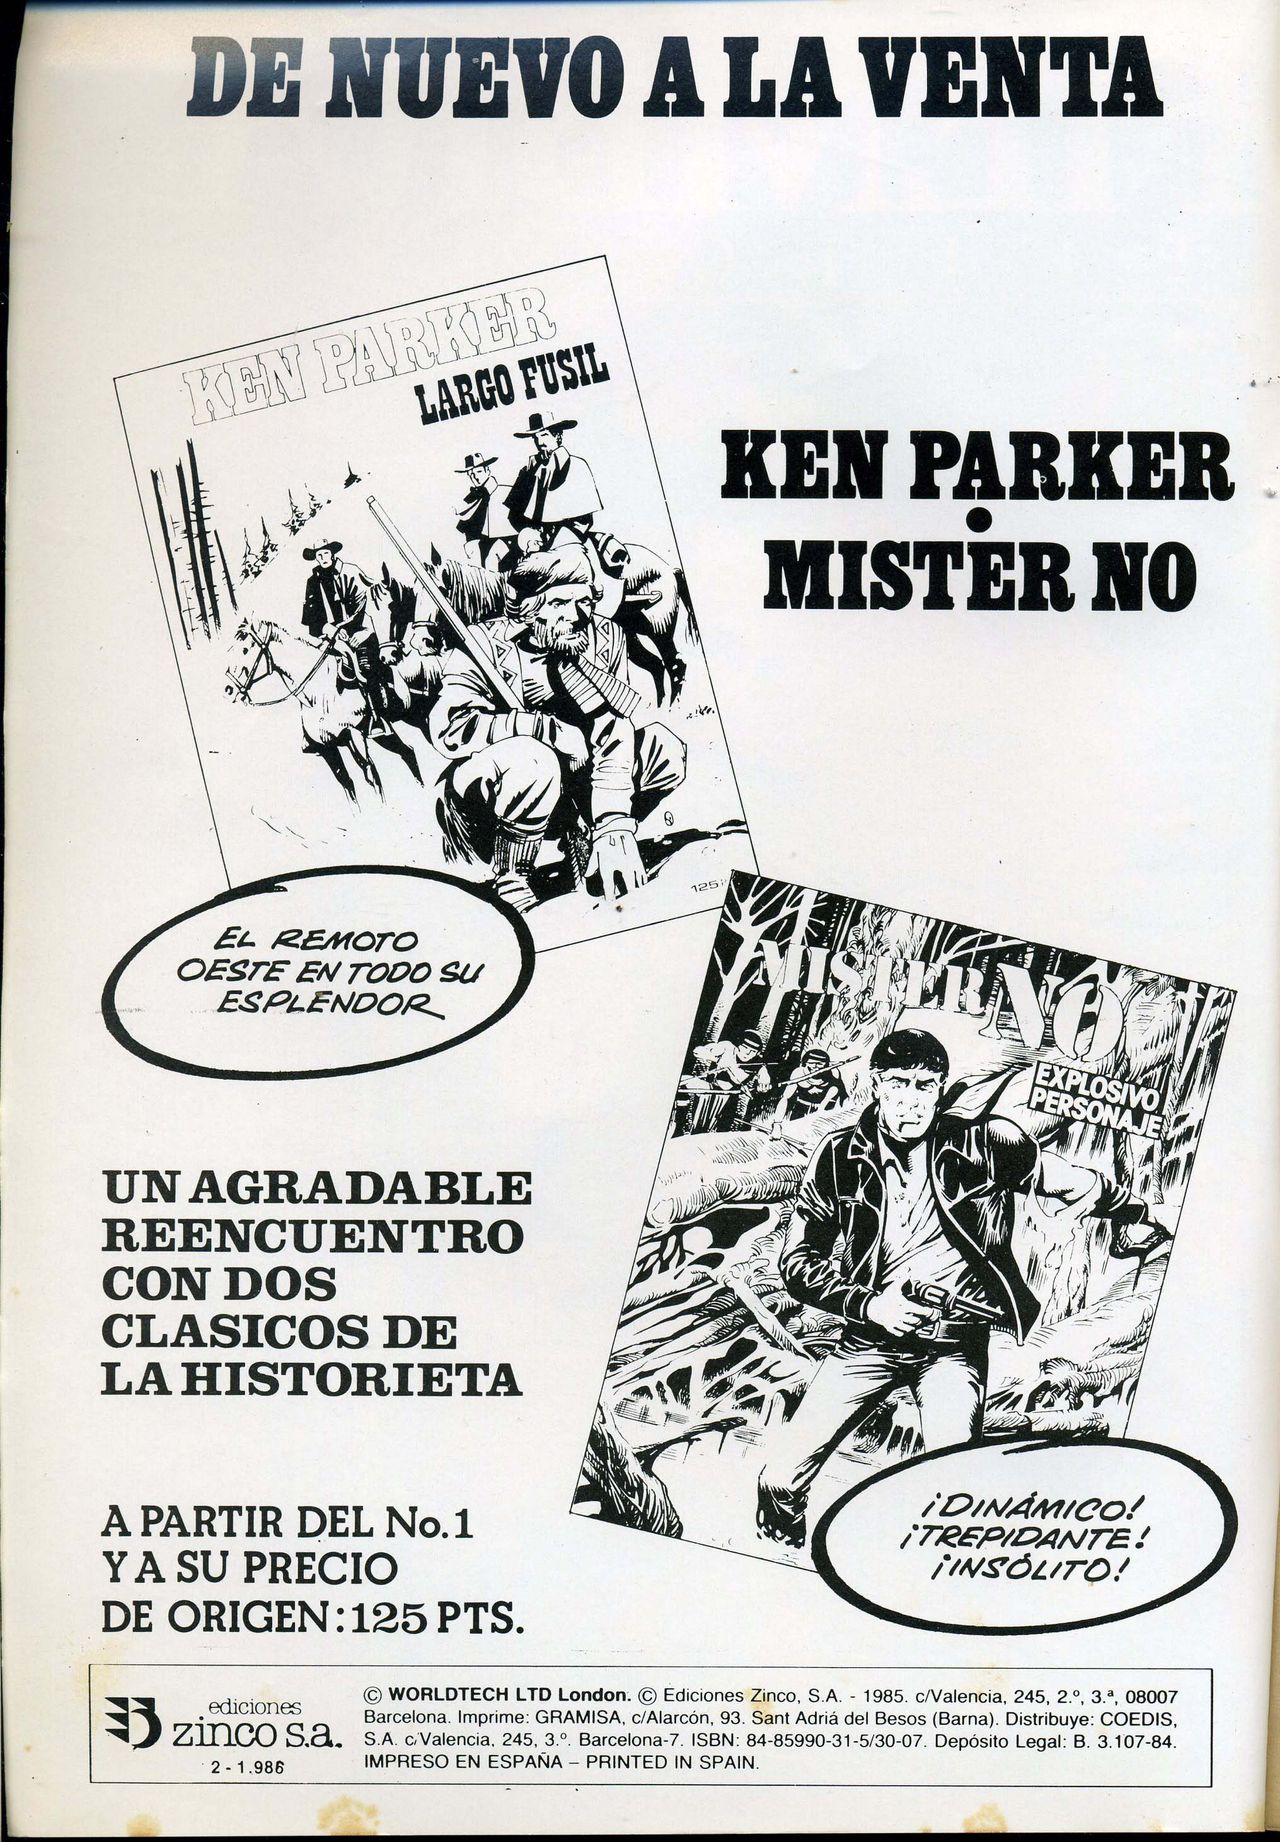 DE NUEVO A LA VENTA
KEN PARKER
LARGO FUSIL
KEN PARKER
•
MISTER NO
125
EL REMOTO
OESTE EN TODO SU
ESPLENDOR
MISTER NO
EXPLOSIVO
PERSONAJE
UN AGRADABLE
REENCUENTRO
CON DOS
CLASICOS DE
LA HISTORIETA
¡DINÁMICO!
¡TREPIDANTE!
¡INSÓLITO!
A PARTIR DEL No.1
Y A SU PRECIO
DE ORIGEN:125 PTS.
ediciones
zinco s.a.
2-1.986
© WORLDTECH LTD London. © Ediciones Zinco, S.A. - 1985. c/Valencia, 245, 2.º, 3.ª, 08007
Barcelona. Imprime: GRAMISA, c/Alarcón, 93. Sant Adriá del Besos (Barna). Distribuye: COEDIS,
S.A. c/Valencia, 245, 3.º. Barcelona-7. ISBN: 84-85990-31-5/30-07. Depósito Legal: B. 3.107-84.
IMPRESO EN ESPAÑA – PRINTED IN SPAIN.